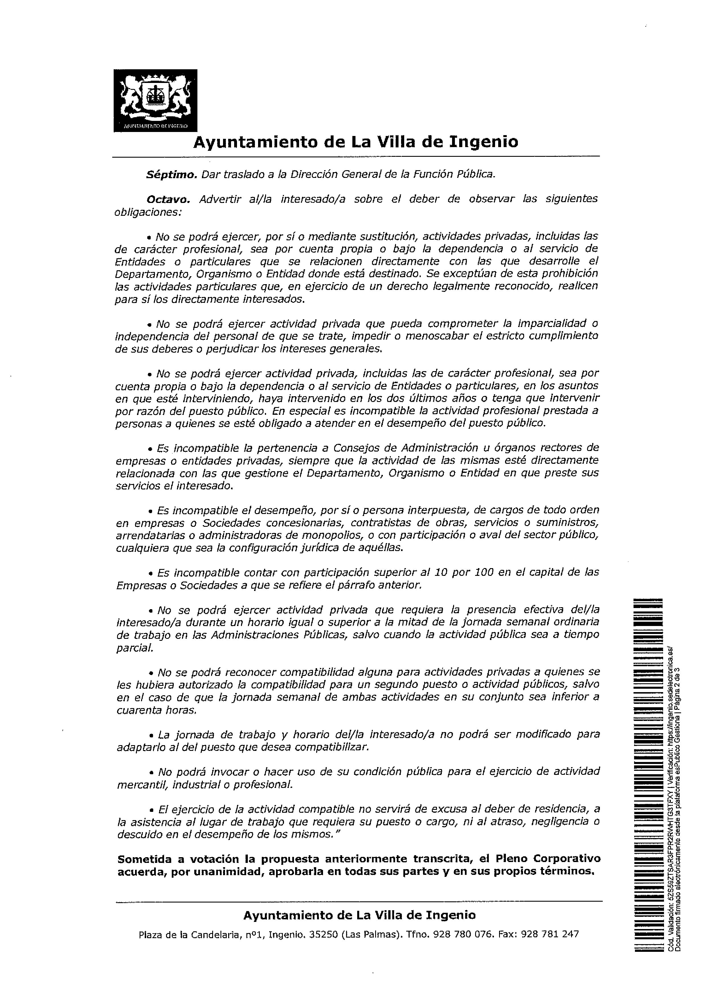 AYUNTAMIENTO DE INGENIO
Ayuntamiento de La Villa de Ingenio
Séptimo. Dar traslado a la Dirección General de la Función Pública.
Octavo. Advertir al/la interesado/a sobre el deber de observar las siguientes
obligaciones:
• No se podrá ejercer, por sí o mediante sustitución, actividades privadas, incluidas las
de carácter profesional, sea por cuenta propia o bajo la dependencia o al servicio de
Entidades o particulares que se relacionen directamente con las que desarrolle el
Departamento, Organismo o Entidad donde está destinado. Se exceptúan de esta prohibición
las actividades particulares que, en ejercicio de un derecho legalmente reconocido, realicen
para sí los directamente interesados.
• No se podrá ejercer actividad privada que pueda comprometer la imparcialidad o
independencia del personal de que se trate, impedir o menoscabar el estricto cumplimiento
de sus deberes o perjudicar los intereses generales.
• No se podrá ejercer actividad privada, incluidas las de carácter profesional, sea por
cuenta propia o bajo la dependencia o al servicio de Entidades o particulares, en los asuntos
en que esté interviniendo, haya intervenido en los dos últimos años o tenga que intervenir
por razón del puesto público. En especial es incompatible la actividad profesional prestada a
personas a quienes se esté obligado a atender en el desempeño del puesto público.
• Es incompatible la pertenencia a Consejos de Administración u órganos rectores de
empresas o entidades privadas, siempre que la actividad de las mismas esté directamente
relacionada con las que gestione el Departamento, Organismo o Entidad en que preste sus
servicios el interesado.
• Es incompatible el desempeño, por sí o persona interpuesta, de cargos de todo orden
en empresas o Sociedades concesionarias, contratistas de obras, servicios o suministros,
arrendatarias o administradoras de monopolios, o con participación o aval del sector público,
cualquiera que sea la configuración jurídica de aquéllas.
• Es incompatible contar con participación superior al 10 por 100 en el capital de las
Empresas o Sociedades a que se refiere el párrafo anterior.
• No se podrá ejercer actividad privada que requiera la presencia efectiva del/la
interesado/a durante un horario igual o superior a la mitad de la jornada semanal ordinaria
de trabajo en las Administraciones Públicas, salvo cuando la actividad pública sea a tiempo
parcial.
• No se podrá reconocer compatibilidad alguna para actividades privadas a quienes se
les hubiera autorizado la compatibilidad para un segundo puesto o actividad públicos, salvo
en el caso de que la jornada semanal de ambas actividades en su conjunto sea inferior a
cuarenta horas.
• La jornada de trabajo y horario del/la interesado/a no podrá ser modificado para
adaptarlo al del puesto que desea compatibilizar.
• No podrá invocar o hacer uso de su condición pública para el ejercicio de actividad
mercantil, industrial o profesional.
• El ejercicio de la actividad compatible no servirá de excusa al deber de residencia, a
la asistencia al lugar de trabajo que requiera su puesto o cargo, ni al atraso, negligencia o
descuido en el desempeño de los mismos."
Sometida a votación la propuesta anteriormente transcrita, el Pleno Corporativo
acuerda, por unanimidad, aprobarla en todas sus partes y en sus propios términos.
Ayuntamiento de La Villa de Ingenio
Plaza de la Candelaria, nº1, Ingenio. 35250 (Las Palmas). Tfno. 928 780 076. Fax: 928 781 247
Cód. Validación: 5ZS59ZTSAR3FPR2RWHTG3TFXY | Verificación: https://ingenio.sedelectronica.es/
Documento firmado electrónicamente desde la plataforma esPublico Gestiona | Página 2 de 3